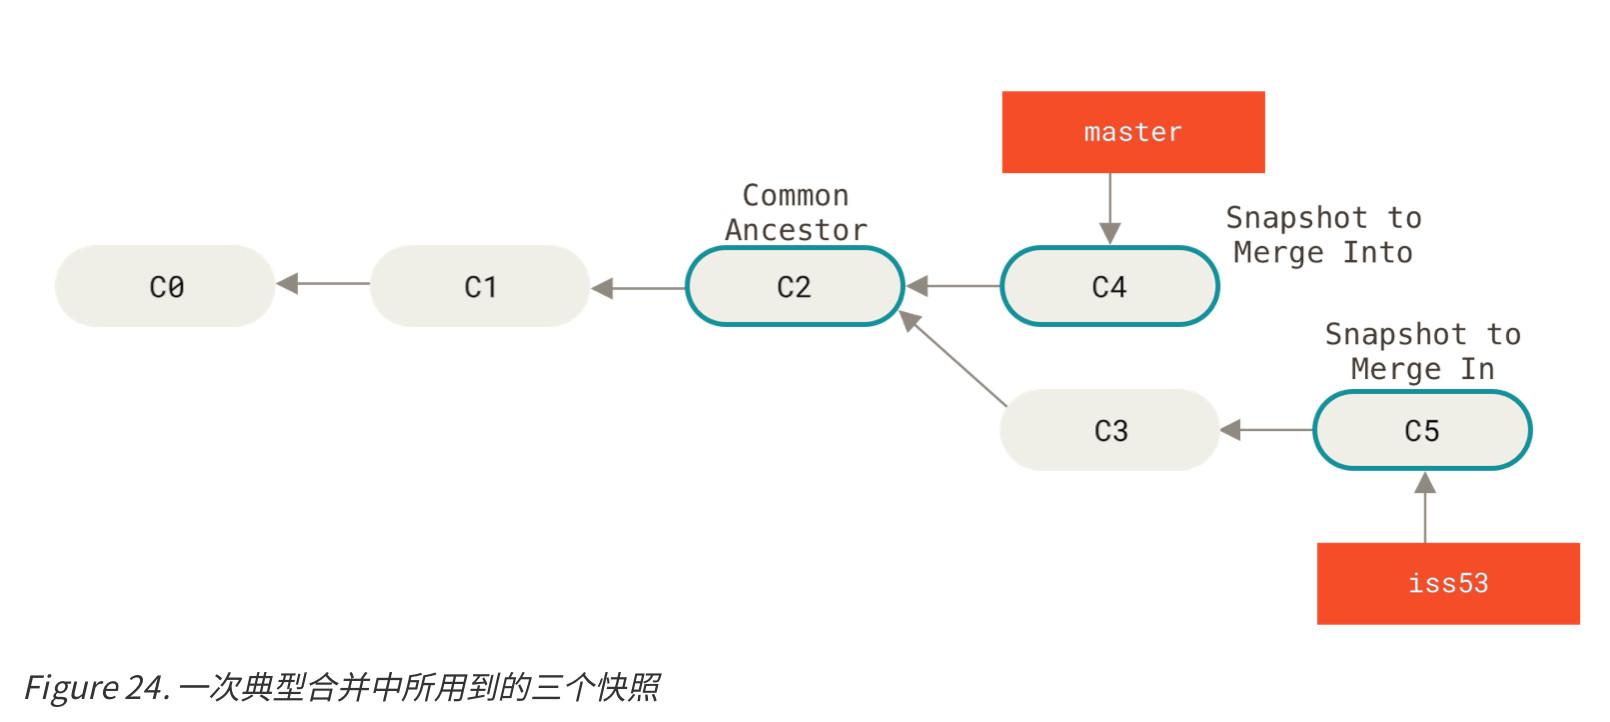 master
Common
Ancestor
Snapshot to
Merge Into
C0
C1
C2
C4
Snapshot to
Merge In
C3
C5
iss53
Figure 24. 一次典型合并中所用到的三个快照